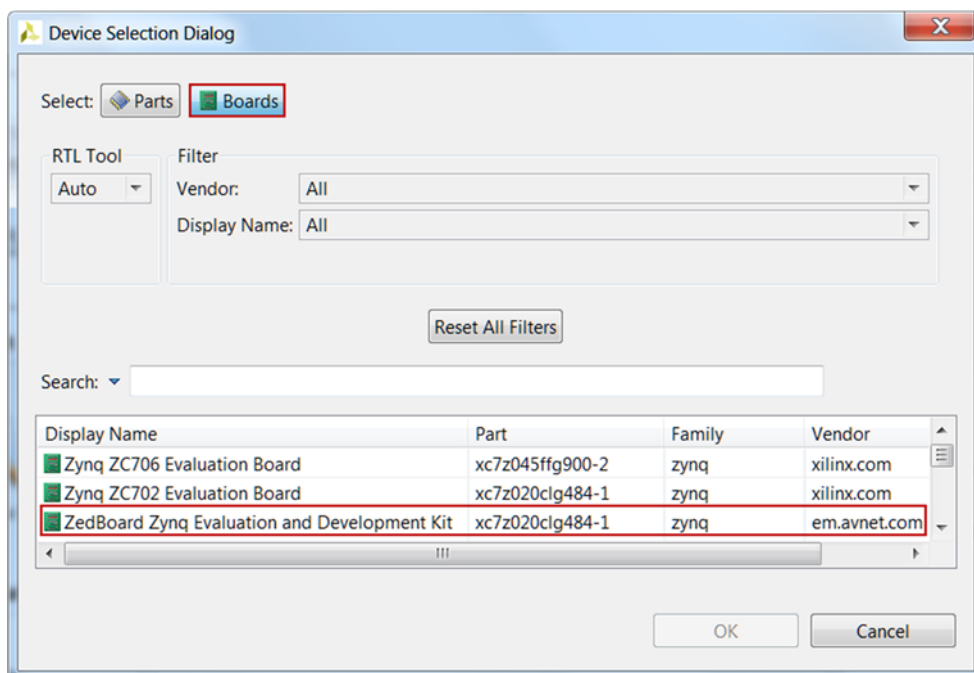 Device Selection Dialog
Select: Parts Boards
RTL Tool Filter
Auto Vendor: All
Display Name: All
Reset All Filters
Search:
Display Name Part Family Vendor
Zynq ZC706 Evaluation Board xc7z045ffg900-2 zynq xilinx.com
Zynq ZC702 Evaluation Board xc7z020clg484-1 zynq xilinx.com
ZedBoard Zynq Evaluation and Development Kit xc7z020clg484-1 zynq em.avnet.com
OK Cancel